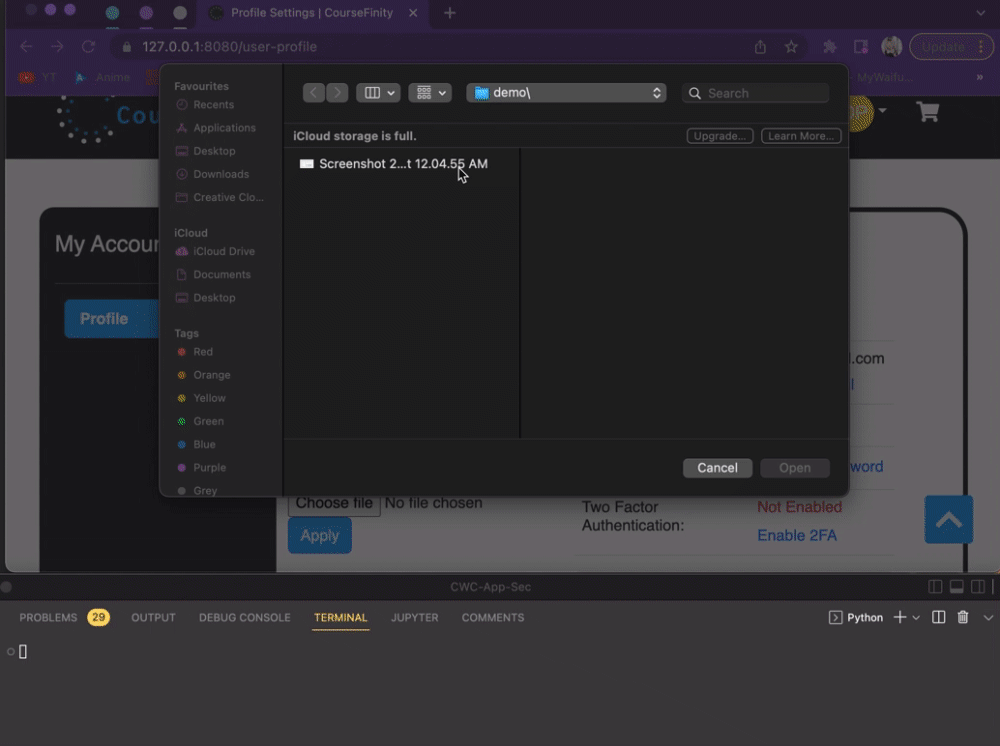 Profile Settings | CourseFinity
127.0.0.1:8080/user-profile
Update
YT
Anime
MyWaifu...
Cou
My Accoun
Profile
Favourites
Recents
Applications
Desktop
Downloads
Creative Clo...
iCloud
iCloud Drive
Documents
Desktop
Tags
Red
Orange
Yellow
Green
Blue
Purple
Grey
demo\
Search
iCloud storage is full.
Upgrade...
Learn More...
Screenshot 2...t 12.04.55 AM
Cancel
Open
l.com
l
word
Choose file No file chosen
Apply
Two Factor
Authentication:
Not Enabled
Enable 2FA
CWC-App-Sec
PROBLEMS 29 OUTPUT DEBUG CONSOLE TERMINAL JUPYTER COMMENTS
Python